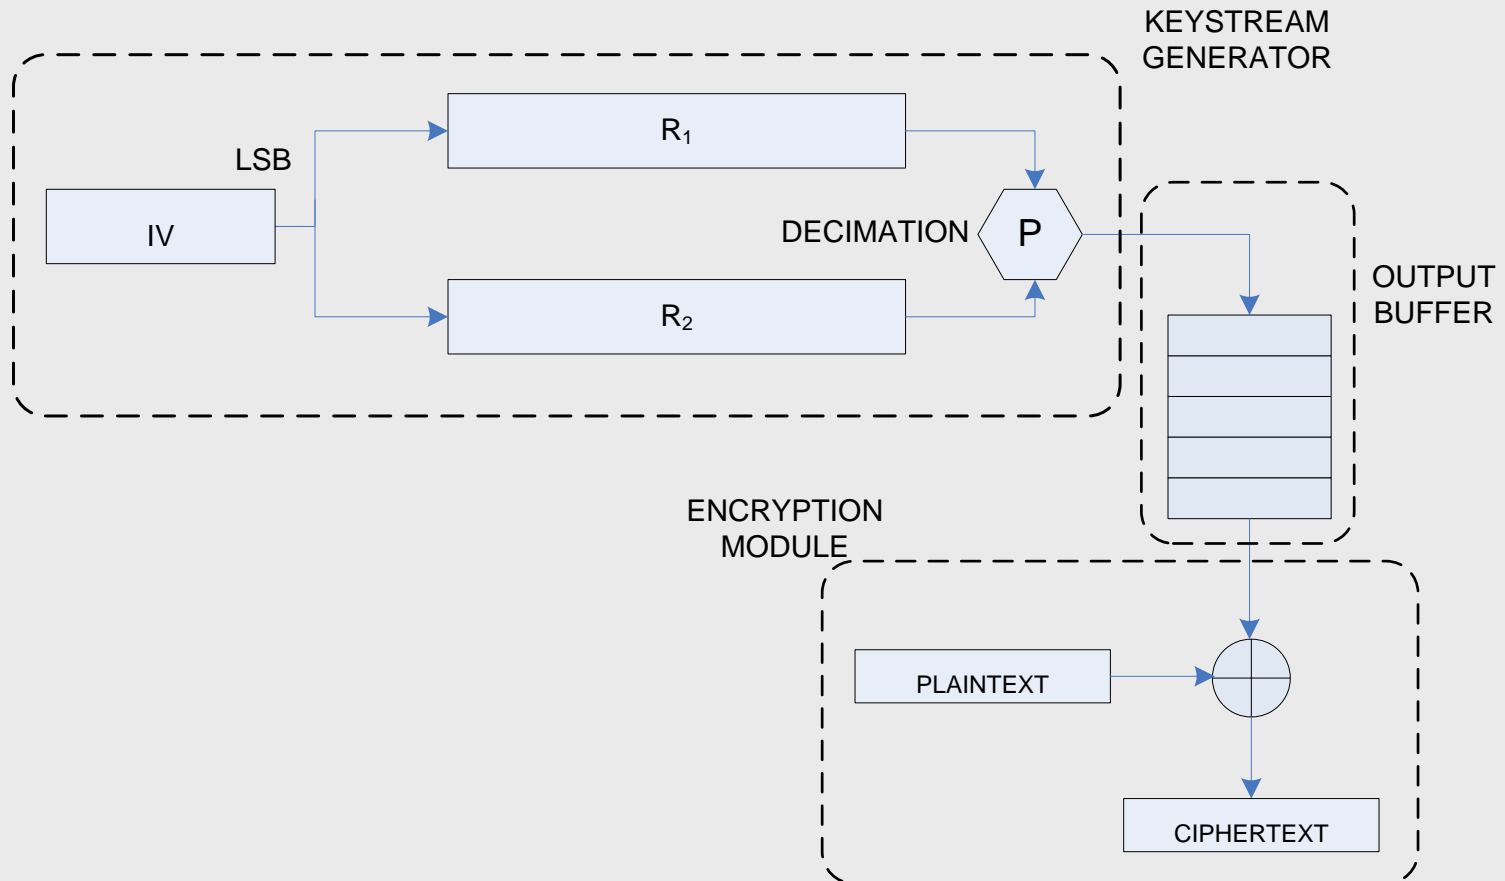 KEYSTREAM
GENERATOR
R₁
LSB
IV
DECIMATION
P
R₂
OUTPUT
BUFFER
ENCRYPTION
MODULE
PLAINTEXT
CIPHERTEXT